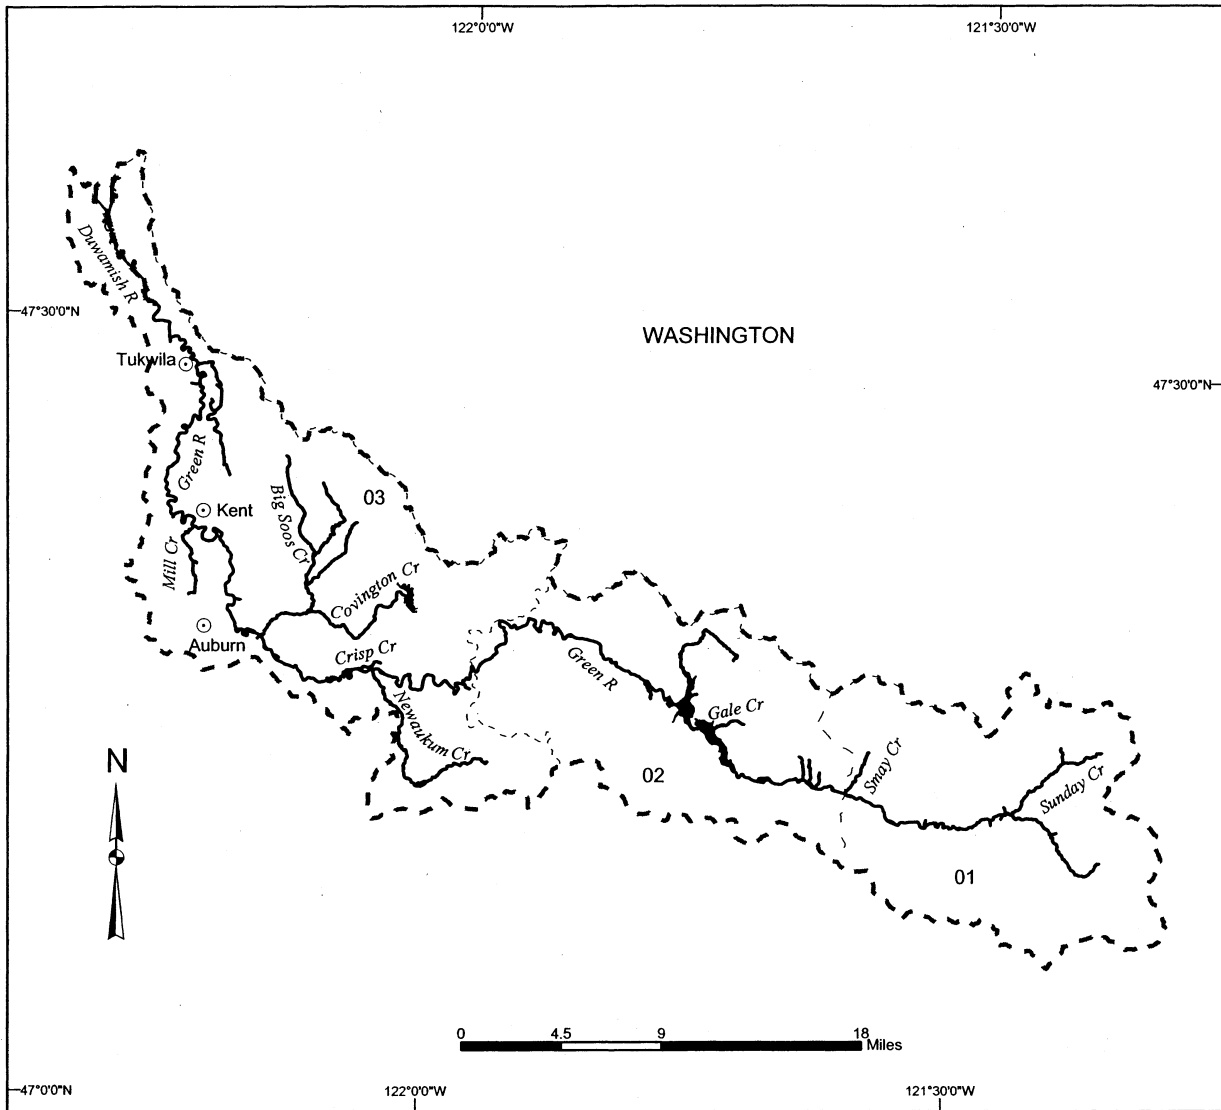 122°0'0"W
121°30'0"W
Duwamish R
47°30'0"N
WASHINGTON
Tukwila
47°30'0"N
Green R
Big Soos Cr
03
Kent
Mill Cr
Covington Cr
Auburn
Crisp Cr
Green R
Newaukum Cr
Gale Cr
Smay Cr
Sunday Cr
N
02
01
0 4.5 9 18
Miles
47°0'0"N
122°0'0"W
121°30'0"W